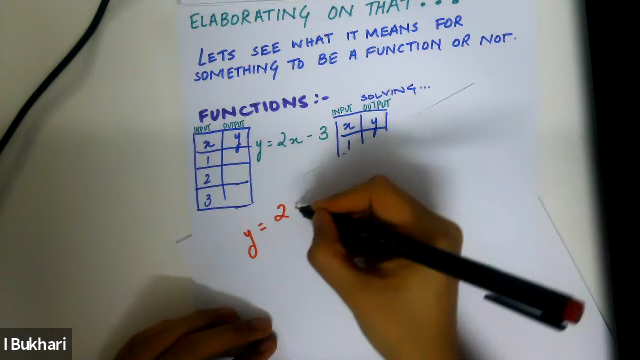 ELABORATING ON THAT...
LETS SEE WHAT IT MEANS FOR
SOMETHING TO BE A FUNCTION OR NOT.
FUNCTIONS:-
SOLVING...
INPUT OUTPUT
x y
1
2
3
y = 2x - 3
INPUT OUTPUT
x y
1
y = 2
I Bukhari